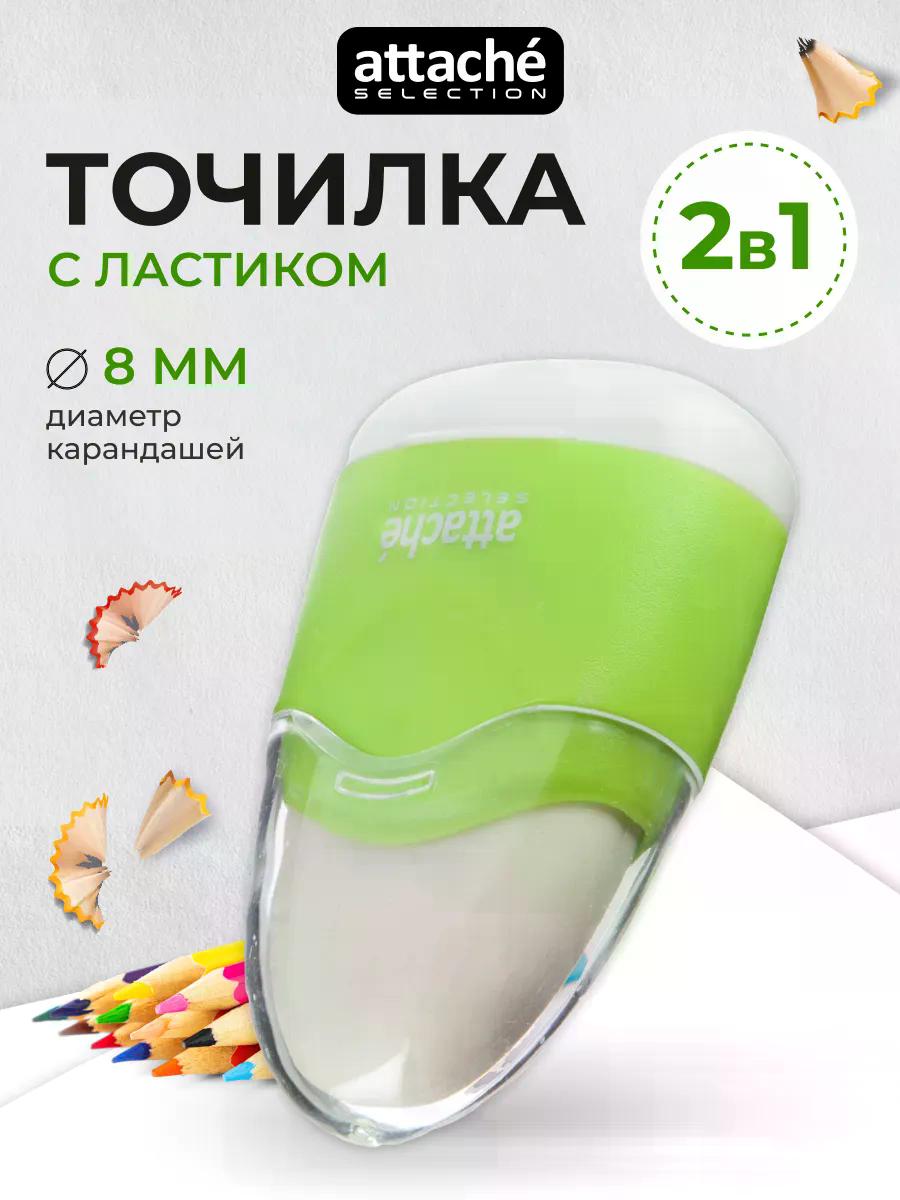 attaché
SELECTION
ТОЧИЛКА
С ЛАСТИКОМ
2в1
8 ММ
диаметр
карандашей
attaché
SELECTION